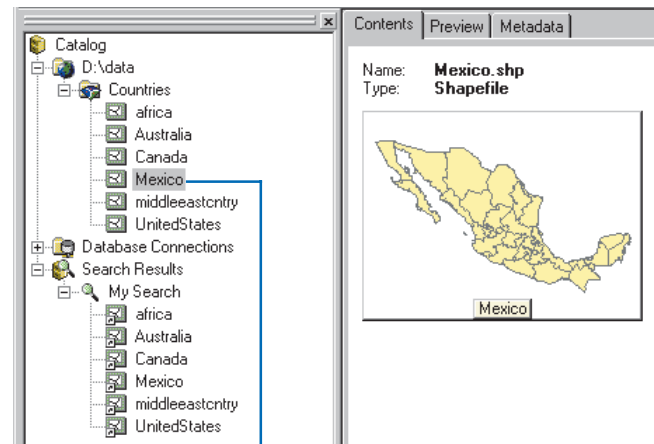 Catalog
D:\data
Countries
africa
Australia
Canada
Mexico
middleeastcntry
UnitedStates
Database Connections
Search Results
My Search
africa
Australia
Canada
Mexico
middleeastcntry
UnitedStates
Contents Preview Metadata
Name: Mexico.shp
Type: Shapefile
Mexico